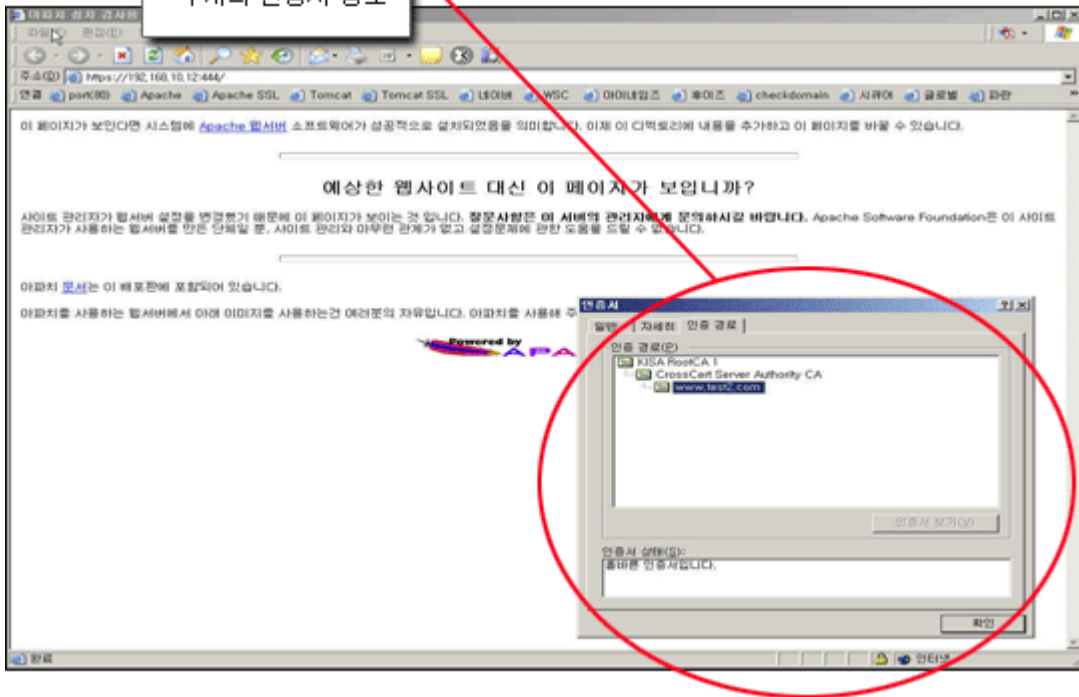 아파치 설치 검사용
파일(F) 편집(E)
주소(D) https://192.168.10.12:444/
연결 port(80) Apache Apache SSL Tomcat Tomcat SSL 네이버 WSC 아이네임즈 후이즈 checkdomain 시큐어 글로벌 파란
이 페이지가 보인다면 시스템에 Apache 웹서버 소프트웍어가 성공적으로 설치되었음을 의미합니다. 이제 이 디렉토리에 내용을 추가하고 이 페이지를 바꿀 수 있습니다.
예상한 웹사이트 대신 이 페이지가 보입니까?
사이트 관리자가 웹서버 설정을 변경했기 때문에 이 페이지가 보이는 것 입니다. 질문사항은 이 서버의 관리자에게 문의하시길 바랍니다. Apache Software Foundation은 이 사이트
관리자가 사용하는 웹서버를 만든 단체일 뿐, 사이트 관리와 아무런 관계가 없고 설정문제에 관한 도움을 드릴 수 없습니다.
아파치 문서는 이 배포판에 포함되어 있습니다.
아파치를 사용하는 웹서버에서 아래 이미지를 사용하는건 여러분의 자유입니다. 아파치를 사용해 주
Powered by
APA
인증서
일반 자세히 인증 경로
인증 경로(P)
KISA RootCA 1
CrossCert Server Authority CA
www.test2.com
인증서 보기(V)
인증서 상태(S):
올바른 인증서입니다.
확인
완료
인터넷